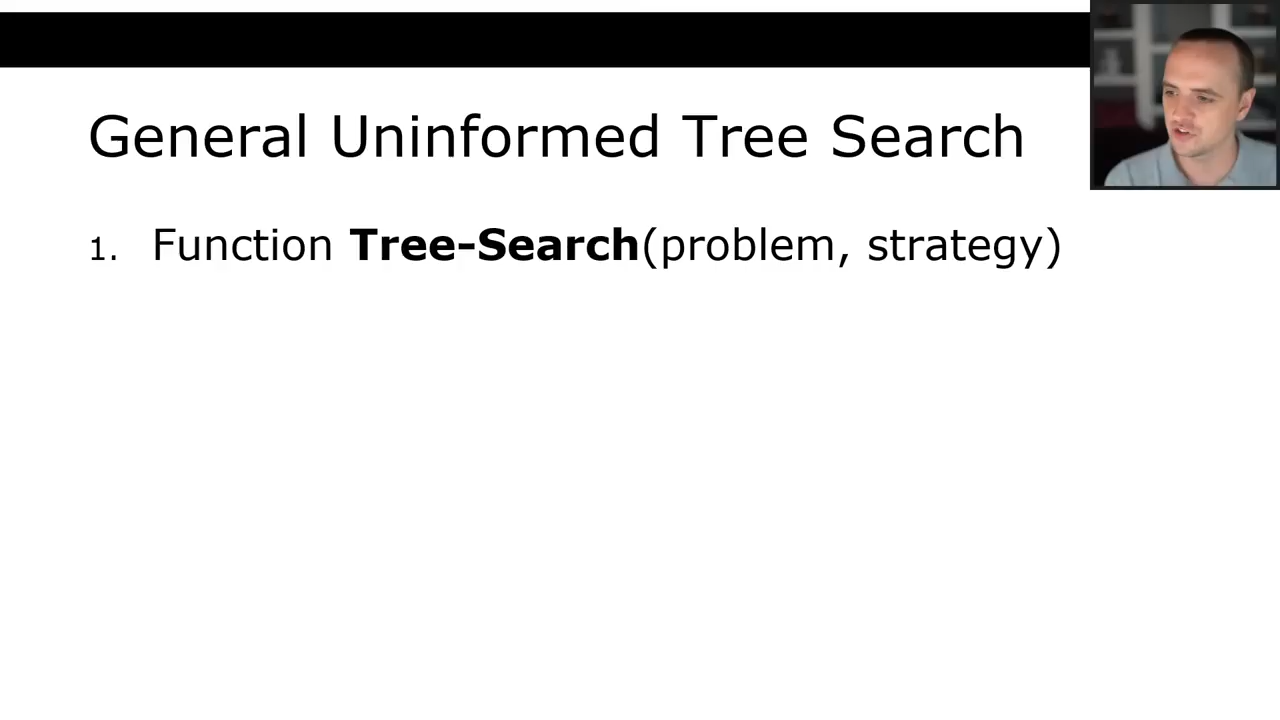 General Uninformed Tree Search
1. Function Tree-Search(problem, strategy)